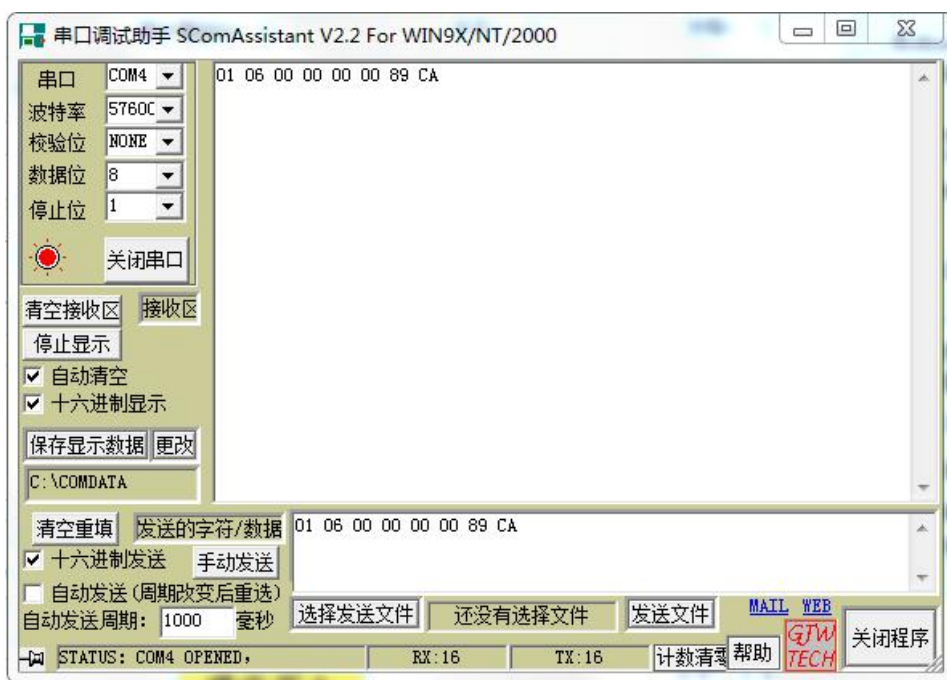 串口调试助手 SComAssistant V2.2 For WIN9X/NT/2000
串口 COM4
01 06 00 00 00 00 89 CA
波特率 57600
校验位 NONE
数据位 8
停止位 1
关闭串口
清空接收区 接收区
停止显示
自动清空
十六进制显示
保存显示数据 更改
C:\COMDATA
清空重填 发送的字符/数据
01 06 00 00 00 00 89 CA
十六进制发送 手动发送
自动发送(周期改变后重选)
自动发送周期: 1000 毫秒
选择发送文件 还没有选择文件 发送文件
MAIL WEB
GJW
TECH
关闭程序
STATUS: COM4 OPENED, RX:16 TX:16 计数清零 帮助